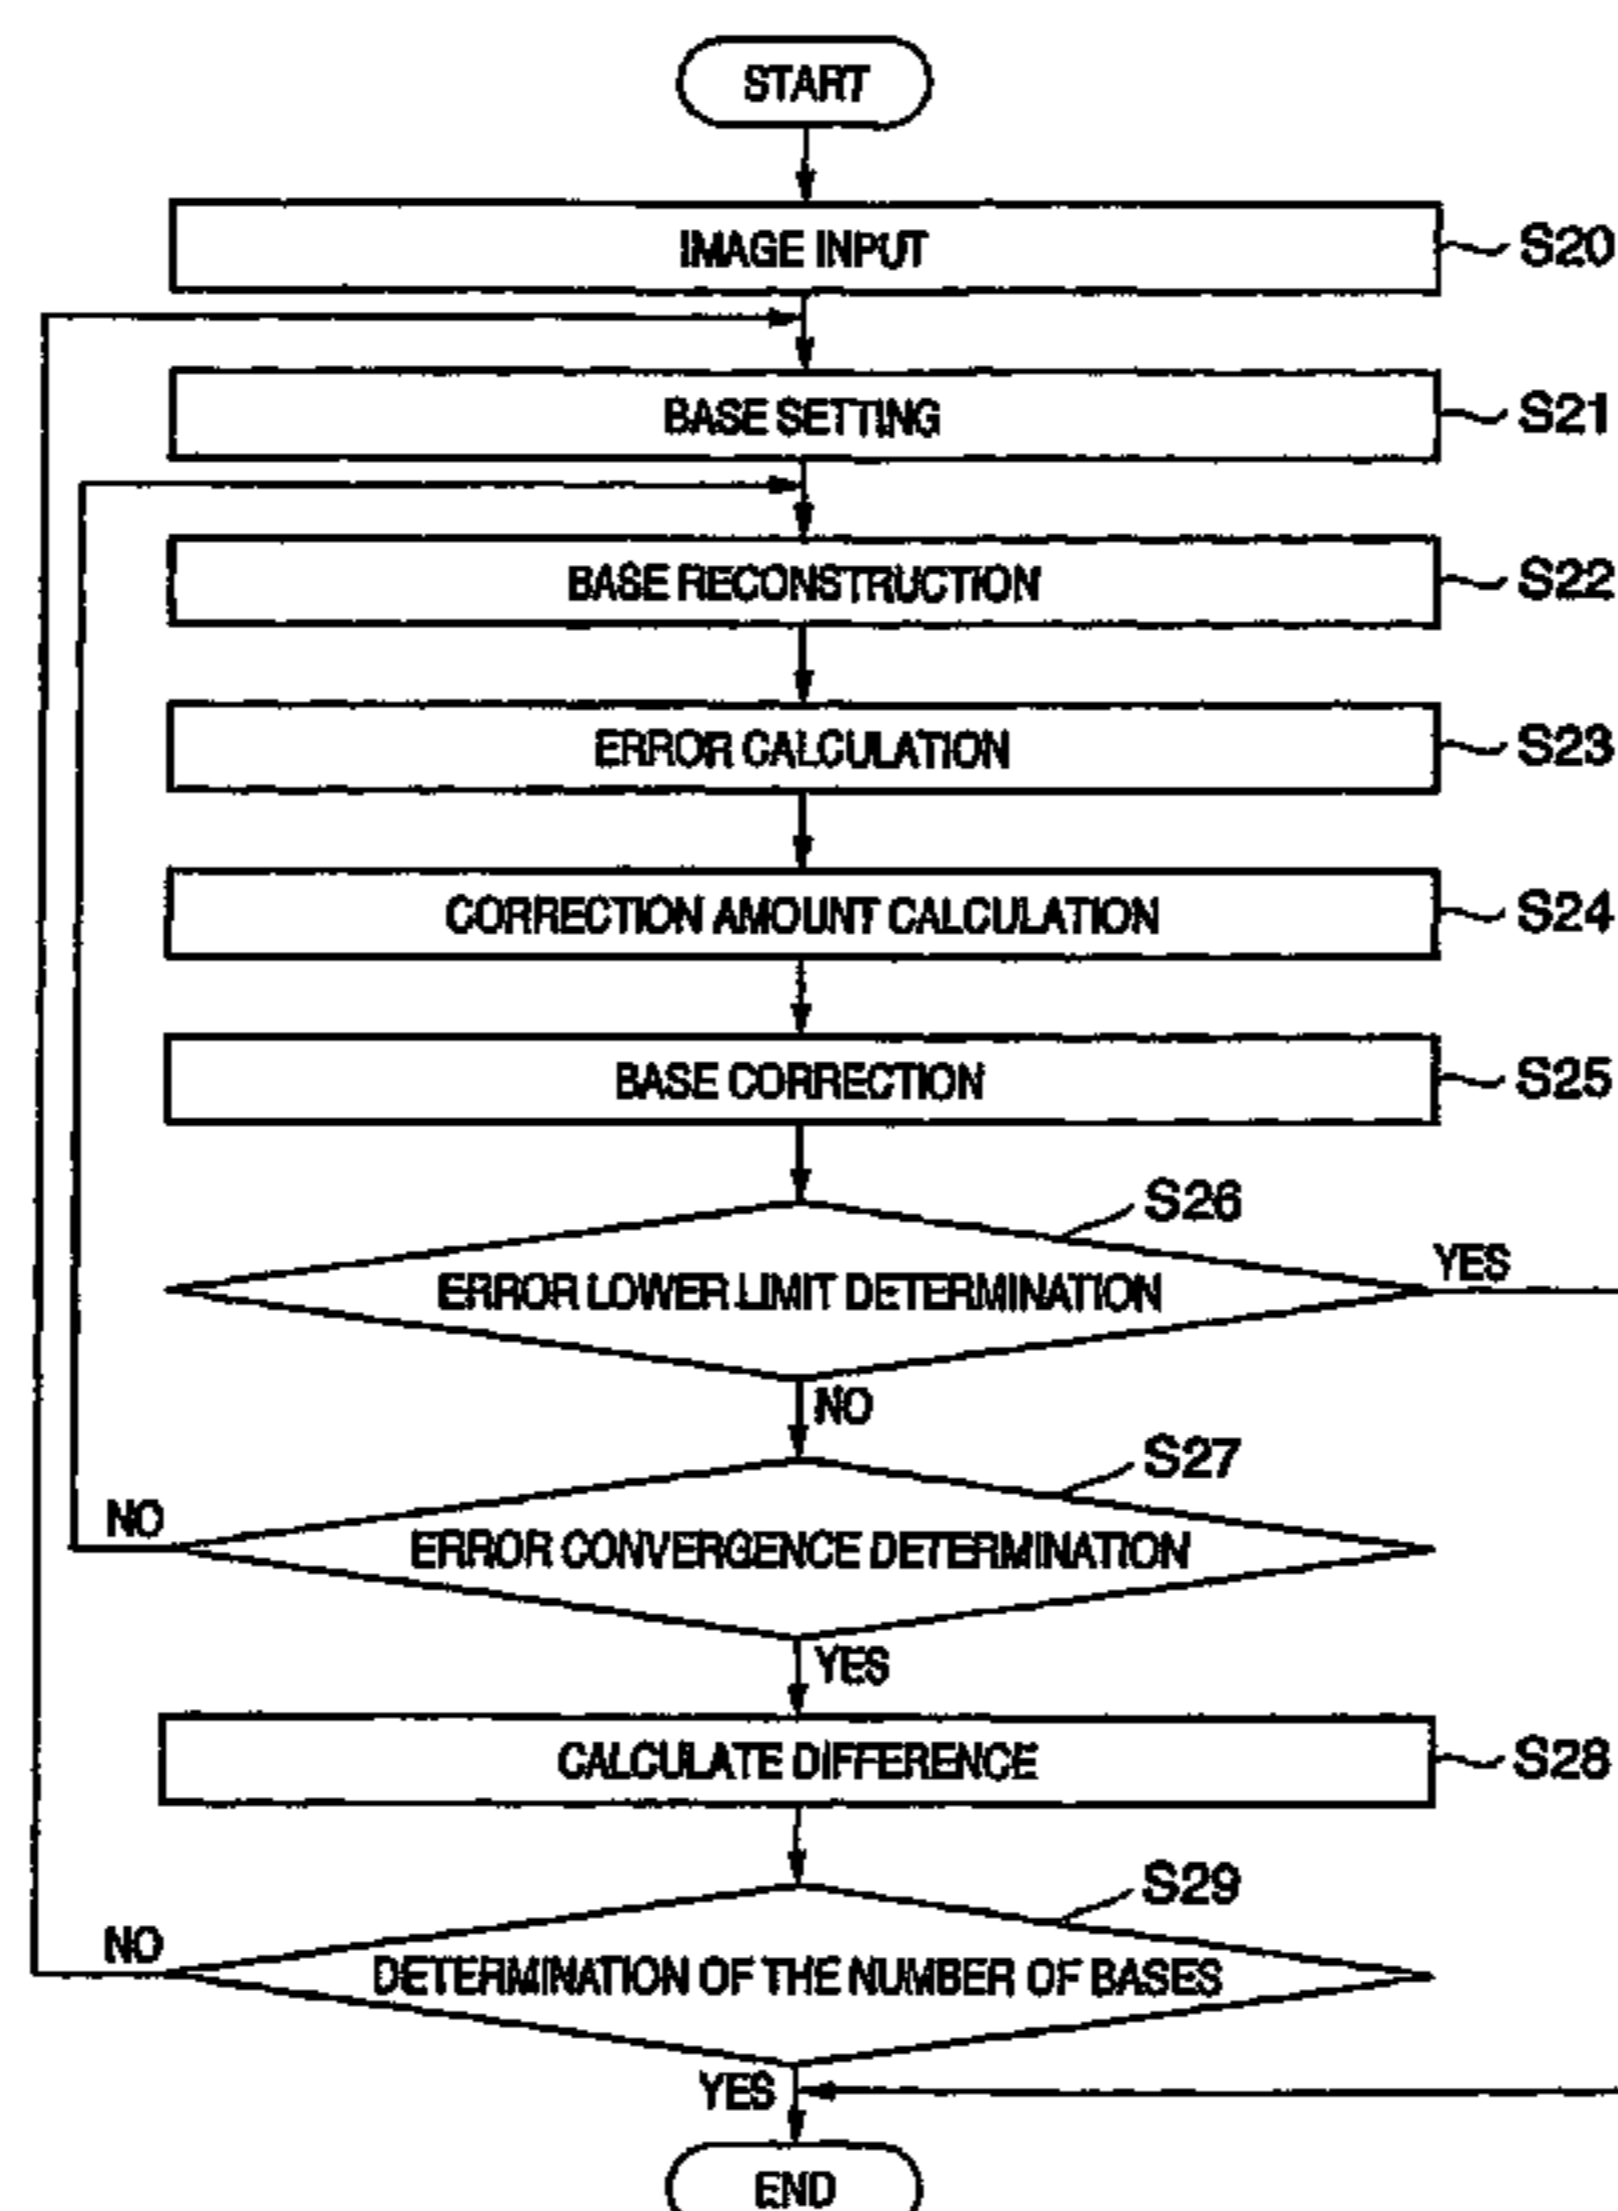 START
IMAGE INPUT
S20
BASE SETTING
S21
BASE RECONSTRUCTION
S22
ERROR CALCULATION
S23
CORRECTION AMOUNT CALCULATION
S24
BASE CORRECTION
S25
S26
ERROR LOWER LIMIT DETERMINATION
YES
NO
S27
NO
ERROR CONVERGENCE DETERMINATION
YES
CALCULATE DIFFERENCE
S28
S29
NO
DETERMINATION OF THE NUMBER OF BASES
YES
END